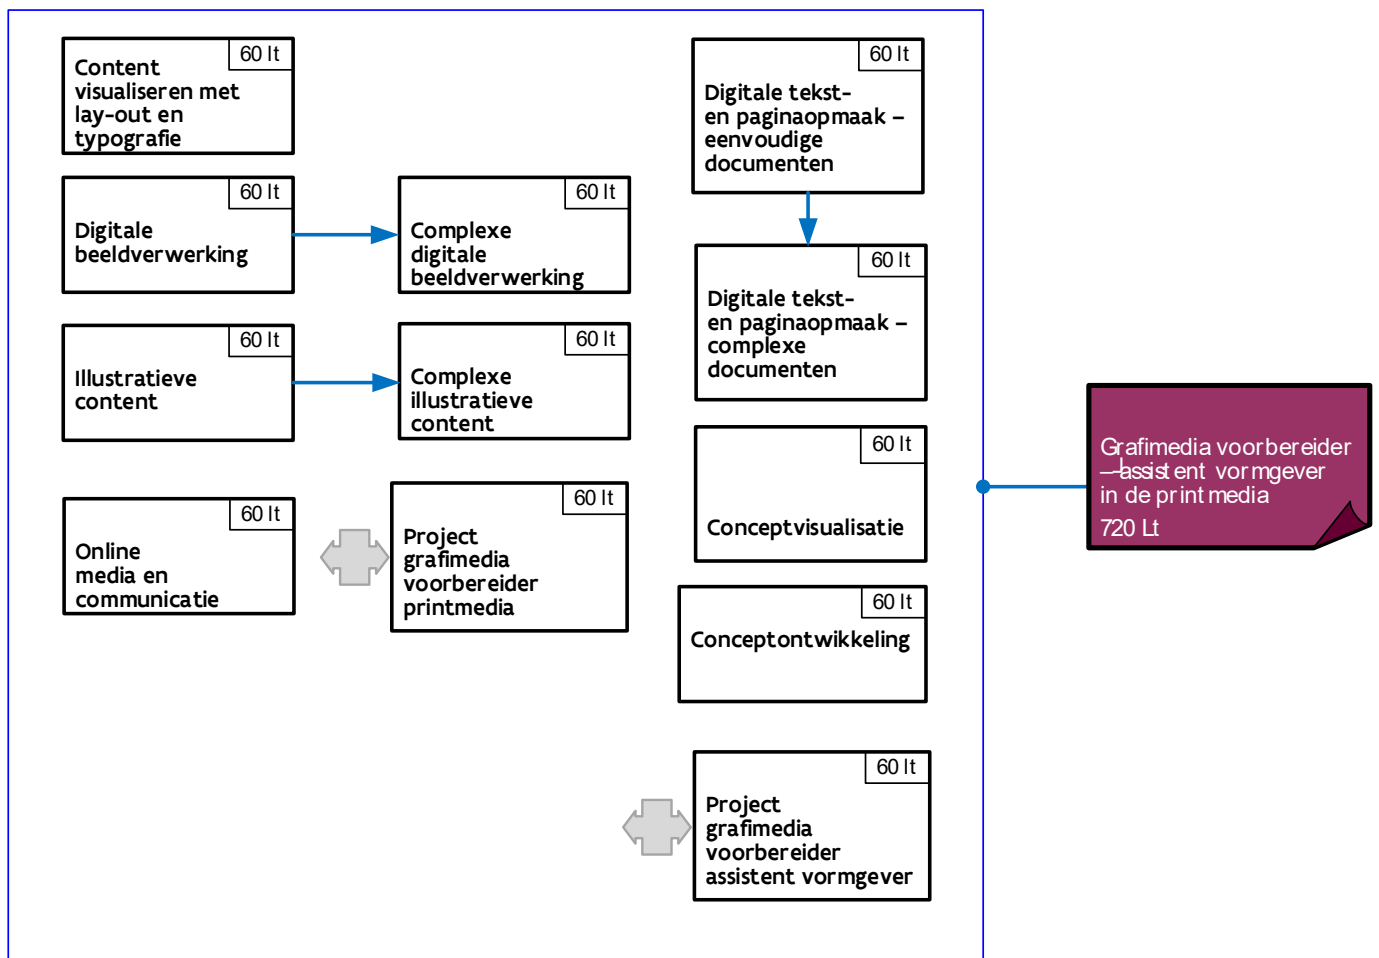 60 lt
Content
visualiseren met
lay-out en
typografie
60 lt
Digitale
beeldverwerking
60 lt
Complexe
digitale
beeldverwerking
60 lt
Illustratieve
content
60 lt
Complexe
illustratieve
content
60 lt
Online
media en
communicatie
60 lt
Project
grafimedia
voorbereider
printmedia
60 lt
Digitale tekst-
en paginaopmaak –
eenvoudige
documenten
60 lt
Digitale tekst-
en paginaopmaak –
complexe
documenten
60 lt
Conceptvisualisatie
60 lt
Conceptontwikkeling
60 lt
Project
grafimedia
voorbereider
assistent vormgever
Grafimedia voorbereider
– assistent vormgever
in de printmedia
720 Lt